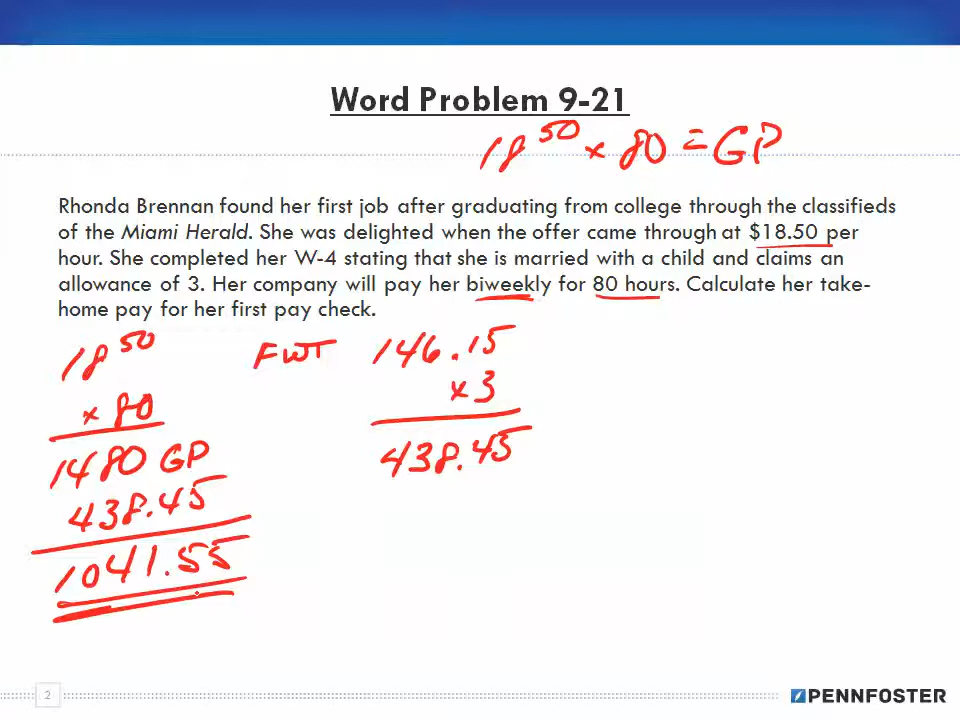 Word Problem 9-21
18 50 x 80 = GP
Rhonda Brennan found her first job after graduating from college through the classifieds
of the Miami Herald. She was delighted when the offer came through at $18.50 per
hour. She completed her W-4 stating that she is married with a child and claims an
allowance of 3. Her company will pay her biweekly for 80 hours. Calculate her take-
home pay for her first pay check.
18 50
x 80
1480 GP
438.45
1041.55
FWT 146.15
x 3
438.45
2
PENNFOSTER